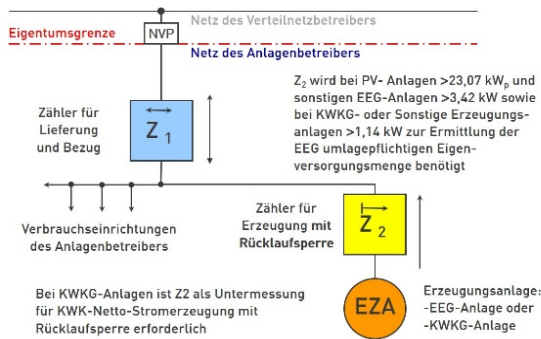 Netz des Verteilnetzbetreibers
Eigentumsgrenze
NVP
Netz des Anlagenbetreibers
Z₂ wird bei PV- Anlagen >23,07 kWₚ und
sonstigen EEG-Anlagen >3,42 kW sowie
bei KWKG- oder Sonstige Erzeugungs-
anlagen >1,14 kW zur Ermittlung der
EEG umlagepflichtigen Eigen-
versorgungsmenge benötigt
Zähler für
Lieferung
und Bezug
Z 1
Verbrauchseinrichtungen
des Anlagenbetreibers
Zähler für
Erzeugung mit
Rücklaufsperre
Z 2
Bei KWKG-Anlagen ist Z2 als Untermessung
für KWK-Netto-Stromerzeugung mit
Rücklaufsperre erforderlich
EZA
Erzeugungsanlage:
-EEG-Anlage oder
-KWKG-Anlage